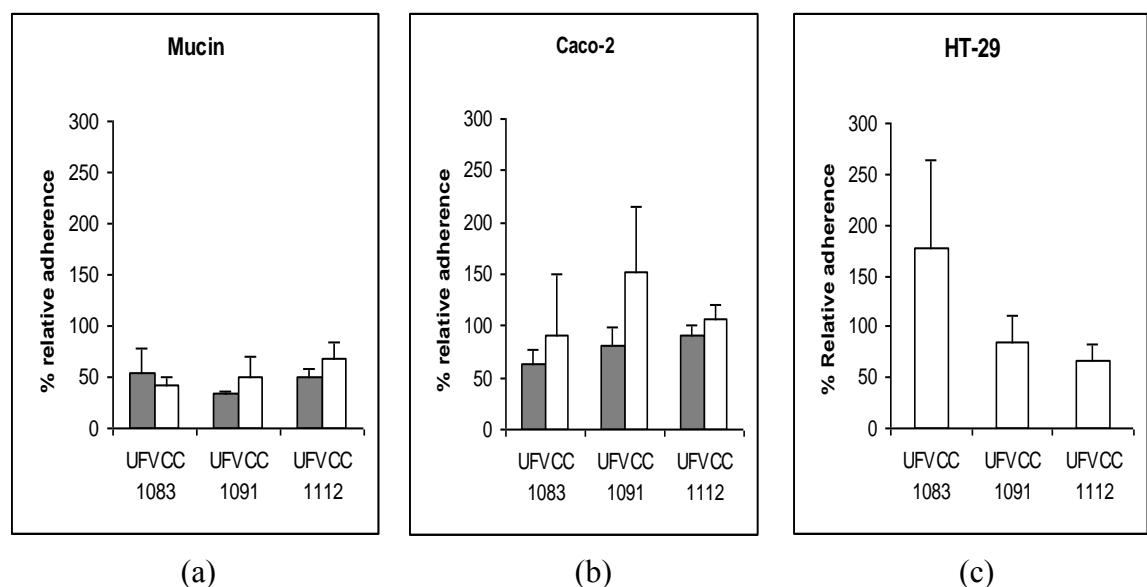 Mucin
% relative adherence
300
250
200
150
100
50
0
UFVCC UFVCC UFVCC
1083 1091 1112
(a)
Caco-2
% relative adherence
300
250
200
150
100
50
0
UFVCC UFVCC UFVCC
1083 1091 1112
(b)
HT-29
% Relative adherence
300
250
200
150
100
50
0
UFVCC UFVCC UFVCC
1083 1091 1112
(c)